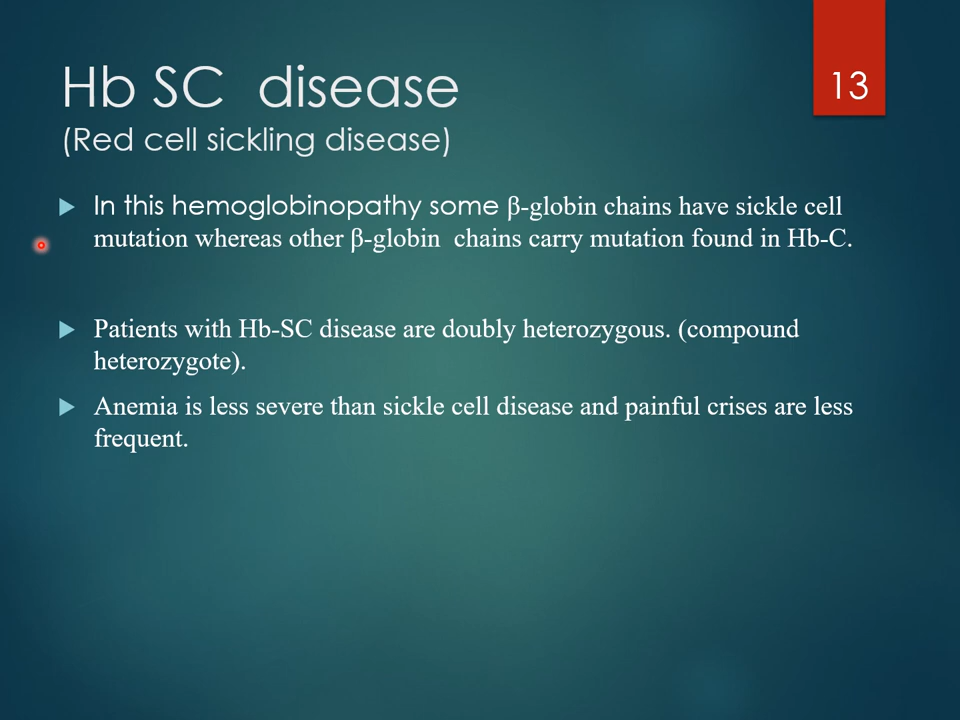 13
Hb SC disease
(Red cell sickling disease)
In this hemoglobinopathy some β-globin chains have sickle cell
mutation whereas other β-globin chains carry mutation found in Hb-C.
Patients with Hb-SC disease are doubly heterozygous. (compound
heterozygote).
Anemia is less severe than sickle cell disease and painful crises are less
frequent.